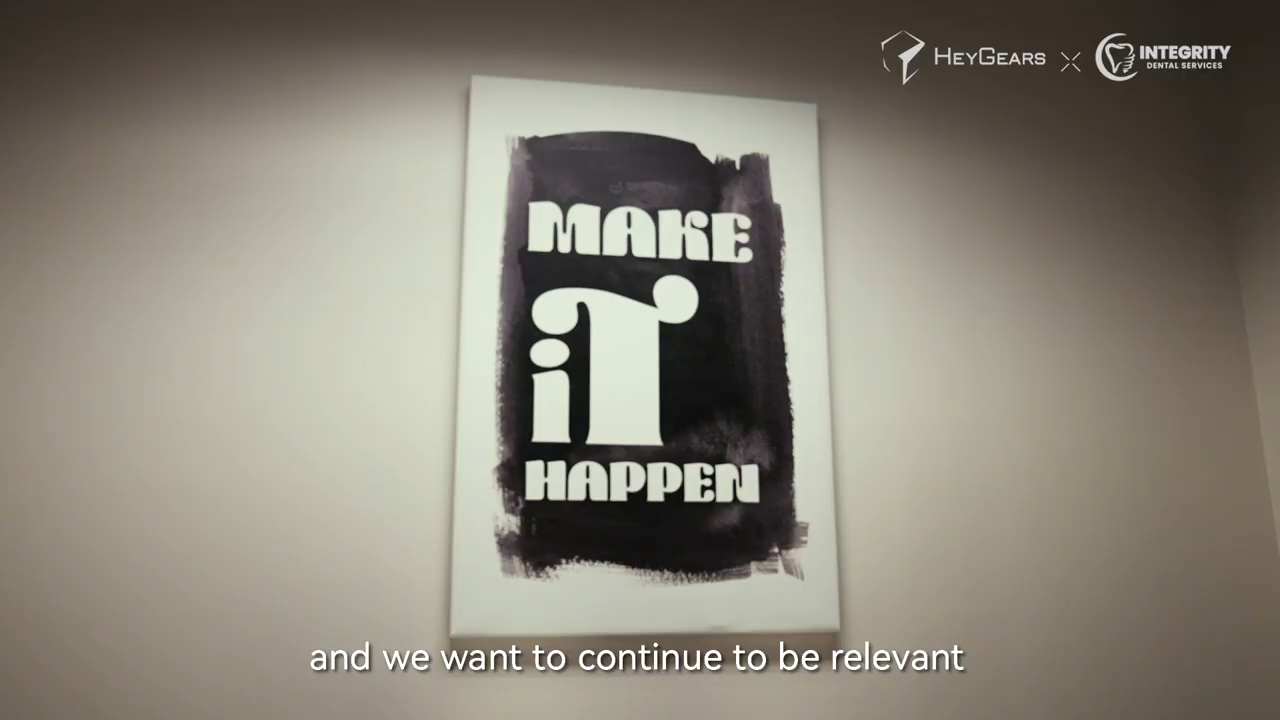 HEYGEARS × INTEGRITY
DENTAL SERVICES
MAKE
iT
HAPPEN
and we want to continue to be relevant